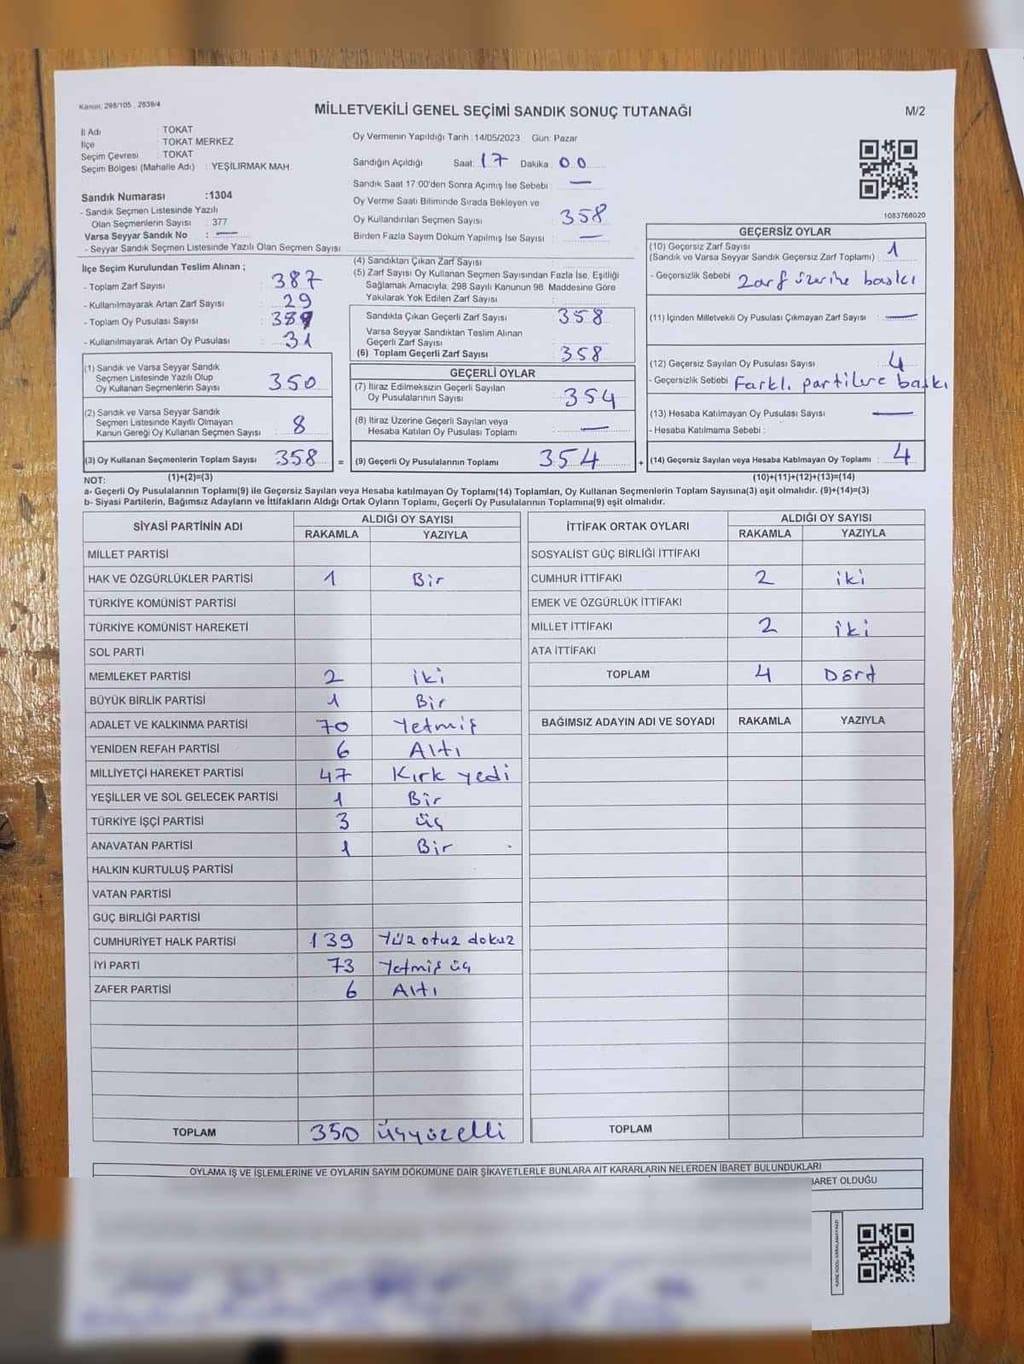 Kanun: 298/105 , 2839/4
MİLLETVEKİLİ GENEL SEÇİMİ SANDIK SONUÇ TUTANAĞI
M/2
İl Adı : TOKAT
İlçe : TOKAT MERKEZ
Seçim Çevresi : TOKAT
Seçim Bölgesi (Mahalle Adı) : YEŞİLIRMAK MAH.
Sandık Numarası :1304
- Sandık Seçmen Listesinde Yazılı
Olan Seçmenlerin Sayısı : 377
Varsa Seyyar Sandık No : —
- Seyyar Sandık Seçmen Listesinde Yazılı Olan Seçmen Sayısı :
Oy Vermenin Yapıldığı Tarih :14/05/2023 Gün: Pazar
Sandığın Açıldığı Saat: 17 Dakika 00
Sandık Saat 17:00'den Sonra Açımış İse Sebebi : —
Oy Verme Saati Bitiminde Sırada Bekleyen ve
Oy Kullandırılan Seçmen Sayısı : 358
Birden Fazla Sayım Döküm Yapılmış İse Sayısı : —
1083768020
İlçe Seçim Kurulundan Teslim Alınan ;
- Toplam Zarf Sayısı : 387
- Kullanılmayarak Artan Zarf Sayısı : 29
- Toplam Oy Pusulası Sayısı : 389
- Kullanılmayarak Artan Oy Pusulası : 31
(1) Sandık ve Varsa Seyyar Sandık
Seçmen Listesinde Yazılı Olup
Oy Kullanan Seçmenlerin Sayısı : 350
(2) Sandık ve Varsa Seyyar Sandık
Seçmen Listesinde Kayıtlı Olmayan
Kanun Gereği Oy Kullanan Seçmen Sayısı : 8
(3) Oy Kullanan Seçmenlerin Toplam Sayısı : 358 =
(1)+(2)=(3)
(4) Sandıktan Çıkan Zarf Sayısı :
(5) Zarf Sayısı Oy Kullanan Seçmen Sayısından Fazla İse, Eşitliği
Sağlamak Amacıyla, 298 Sayılı Kanunun 98. Maddesine Göre
Yakılarak Yok Edilen Zarf Sayısı :
Sandıkta Çıkan Geçerli Zarf Sayısı : 358
Varsa Seyyar Sandıktan Teslim Alınan
Geçerli Zarf Sayısı :
(6) Toplam Geçerli Zarf Sayısı : 358
GEÇERLİ OYLAR
(7) İtiraz Edilmeksizin Geçerli Sayılan
Oy Pusulalarının Sayısı : 354
(8) İtiraz Üzerine Geçerli Sayılan veya
Hesaba Katılan Oy Pusulası Toplamı : —
(9) Geçerli Oy Pusulalarının Toplamı : 354 +
GEÇERSİZ OYLAR
(10) Geçersiz Zarf Sayısı : 1
(Sandık ve Varsa Sandık Geçersiz Zarf Toplamı)
- Geçersizlik Sebebi : Zarf üzerine baskı
(11) İçinden Milletvekili Oy Pusulası Çıkmayan Zarf Sayısı : —
(12) Geçersiz Sayılan Oy Pusulası Sayısı : 4
- Geçersizlik Sebebi : Farklı partilere baskı
(13) Hesaba Katılmayan Oy Pusulası Sayısı : —
- Hesaba Katılmama Sebebi :
(14) Geçersiz Sayılan veya Hesaba Katılmayan Oy Toplamı : 4
(10)+(11)+(12)+(13)=(14)
NOT:
a- Geçerli Oy Pusulalarının Toplamı(9) ile Geçersiz Sayılan veya Hesaba katılmayan Oy Toplamı(14) Toplamları, Oy Kullanan Seçmenlerin Toplam Sayısına(3) eşit olmalıdır. (9)+(14)=(3)
b- Siyasi Partilerin, Bağımsız Adayların ve İttifakların Aldığı Ortak Oyların Toplamı, Geçerli Oy Pusulalarının Toplamına(9) eşit olmalıdır.
SİYASİ PARTİNİN ADI
ALDIĞI OY SAYISI
RAKAMLA YAZIYLA
MİLLET PARTİSİ
HAK VE ÖZGÜRLÜKLER PARTİSİ 1 Bir
TÜRKİYE KOMÜNİST PARTİSİ
TÜRKİYE KOMÜNİST HAREKETİ
SOL PARTİ
MEMLEKET PARTİSİ 2 iki
BÜYÜK BİRLİK PARTİSİ 1 Bir
ADALET VE KALKINMA PARTİSİ 70 Yetmiş
YENİDEN REFAH PARTİSİ 6 Altı
MİLLİYETÇİ HAREKET PARTİSİ 47 Kırk yedi
YEŞİLLER VE SOL GELECEK PARTİSİ 1 Bir
TÜRKİYE İŞÇİ PARTİSİ 3 üç
ANAVATAN PARTİSİ 1 Bir
HALKIN KURTULUŞ PARTİSİ
VATAN PARTİSİ
GÜÇ BİRLİĞİ PARTİSİ
CUMHURİYET HALK PARTİSİ 139 Yüz otuz dokuz
İYİ PARTİ 73 Yetmiş üç
ZAFER PARTİSİ 6 Altı
TOPLAM 350 üçyüzelli
İTTİFAK ORTAK OYLARI
ALDIĞI OY SAYISI
RAKAMLA YAZIYLA
SOSYALİST GÜÇ BİRLİĞİ İTTİFAKI
CUMHUR İTTİFAKI 2 iki
EMEK VE ÖZGÜRLÜK İTTİFAKI
MİLLET İTTİFAKI 2 iki
ATA İTTİFAKI
TOPLAM 4 Dört
BAĞIMSIZ ADAYIN ADI VE SOYADI RAKAMLA YAZIYLA
TOPLAM
OYLAMA İŞ VE İŞLEMLERİNE VE OYLARIN SAYIM DÖKÜMÜNE DAİR ŞİKAYETLERLE BUNLARA AİT KARARLARIN NELERDEN İBARET BULUNDUKLARI
BARET OLDUĞU